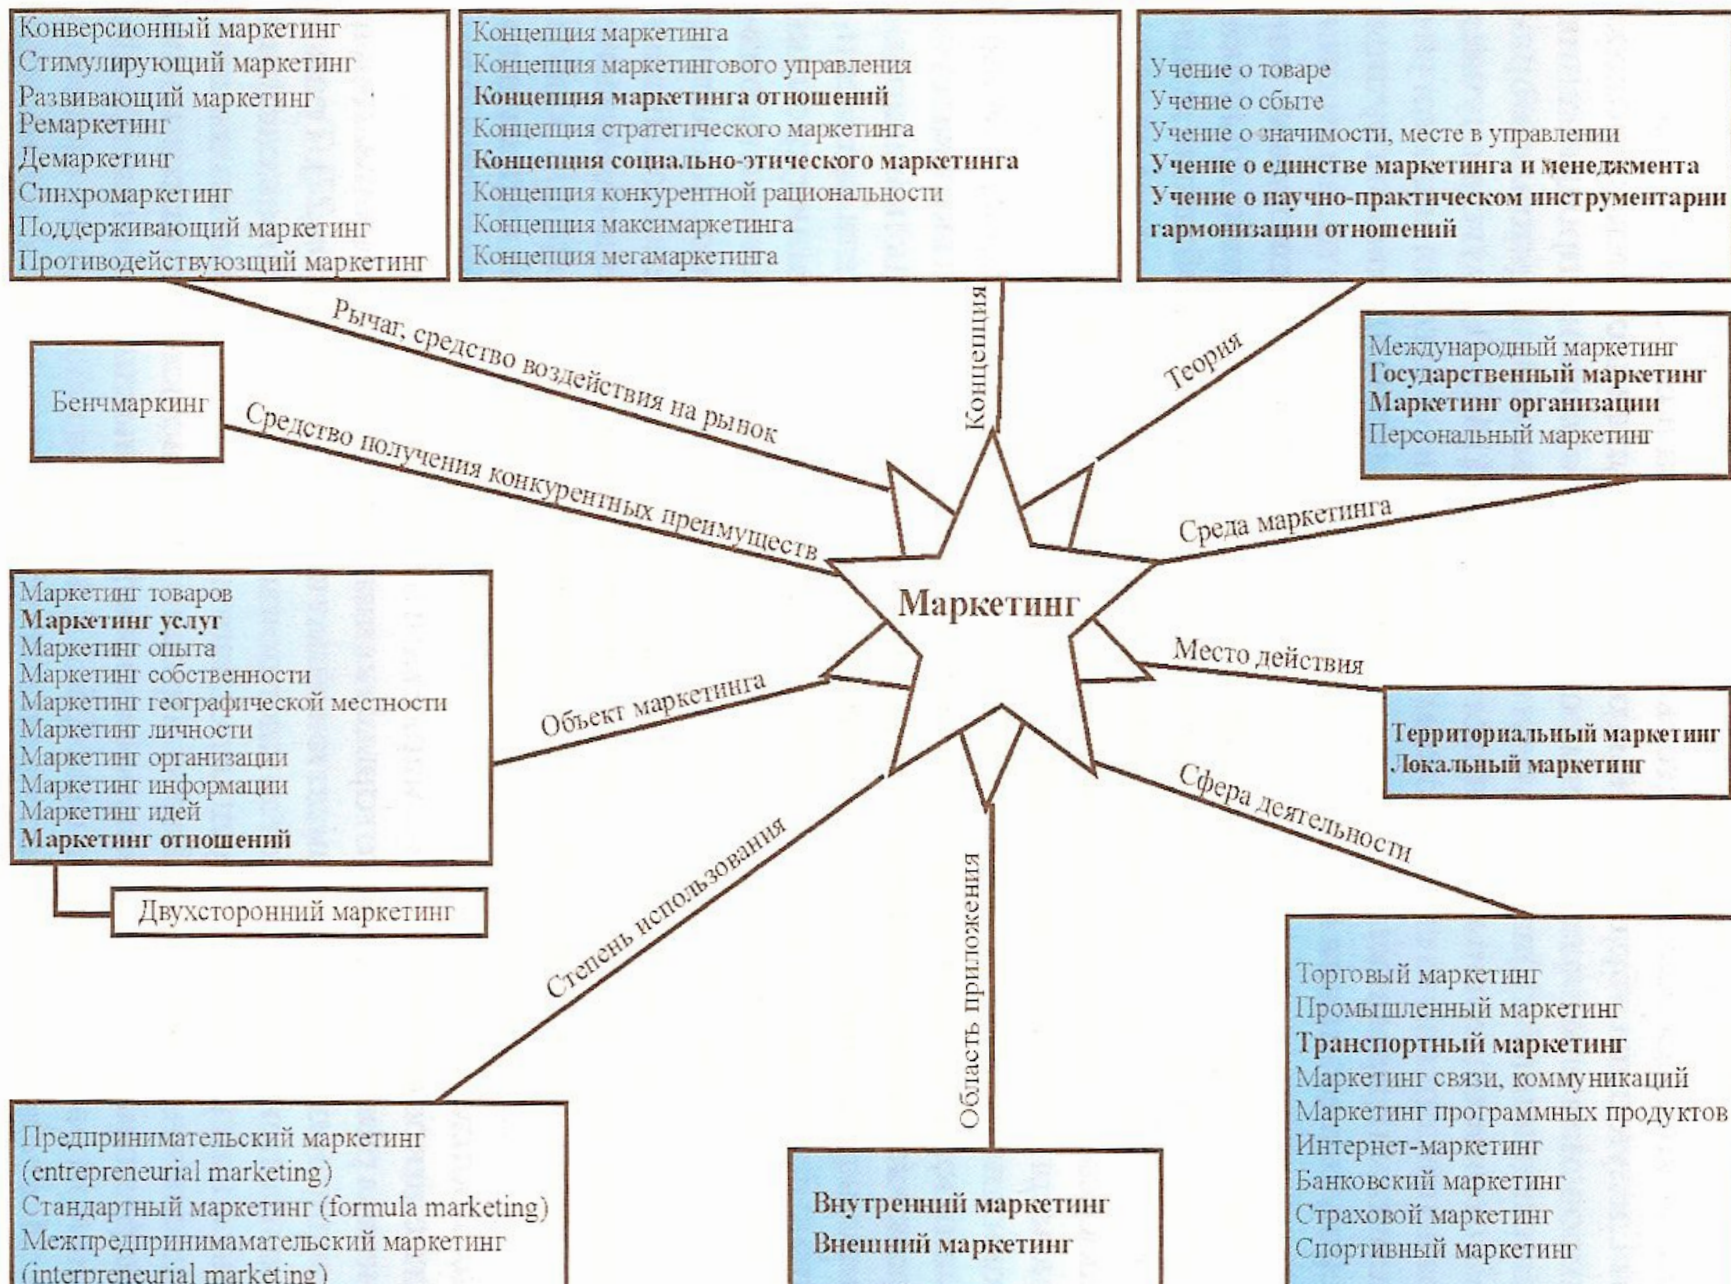 Конверсионный маркетинг
Стимулирующий маркетинг
Развивающий маркетинг
Ремаркетинг
Демаркетинг
Синхромаркетинг
Поддерживающий маркетинг
Противодействуюзщий маркетинг
Концепция маркетинга
Концепция маркетингового управления
Концепция маркетинга отношений
Концепция стратегического маркетинга
Концепция социально-этического маркетинга
Концепция конкурентной рациональности
Концепция максимаркетинга
Концепция мегамаркетинга
Учение о товаре
Учение о сбыте
Учение о значимости, месте в управлении
Учение о единстве маркетинга и менеджмента
Учение о научно-практическом инструментарии
гармонизации отношений
Рычаг, средство воздействия на рынок
Концепция
Теория
Международный маркетинг
Государственный маркетинг
Маркетинг организации
Персональный маркетинг
Бенчмаркинг
Средство получения конкурентных преимуществ
Среда маркетинга
Маркетинг
Маркетинг товаров
Маркетинг услуг
Маркетинг опыта
Маркетинг собственности
Маркетинг географической местности
Маркетинг личности
Маркетинг организации
Маркетинг информации
Маркетинг идей
Маркетинг отношений
Объект маркетинга
Место действия
Территориальный маркетинг
Локальный маркетинг
Двухсторонний маркетинг
Степень использования
Область приложения
Сфера деятельности
Предпринимательский маркетинг
(entrepreneurial marketing)
Стандартный маркетинг (formula marketing)
Межпредпринимамательский маркетинг
(interpreneurial marketing)
Внутренний маркетинг
Внешний маркетинг
Торговый маркетинг
Промышленный маркетинг
Транспортный маркетинг
Маркетинг связи, коммуникаций
Маркетинг программных продуктов
Интернет-маркетинг
Банковский маркетинг
Страховой маркетинг
Спортивный маркетинг